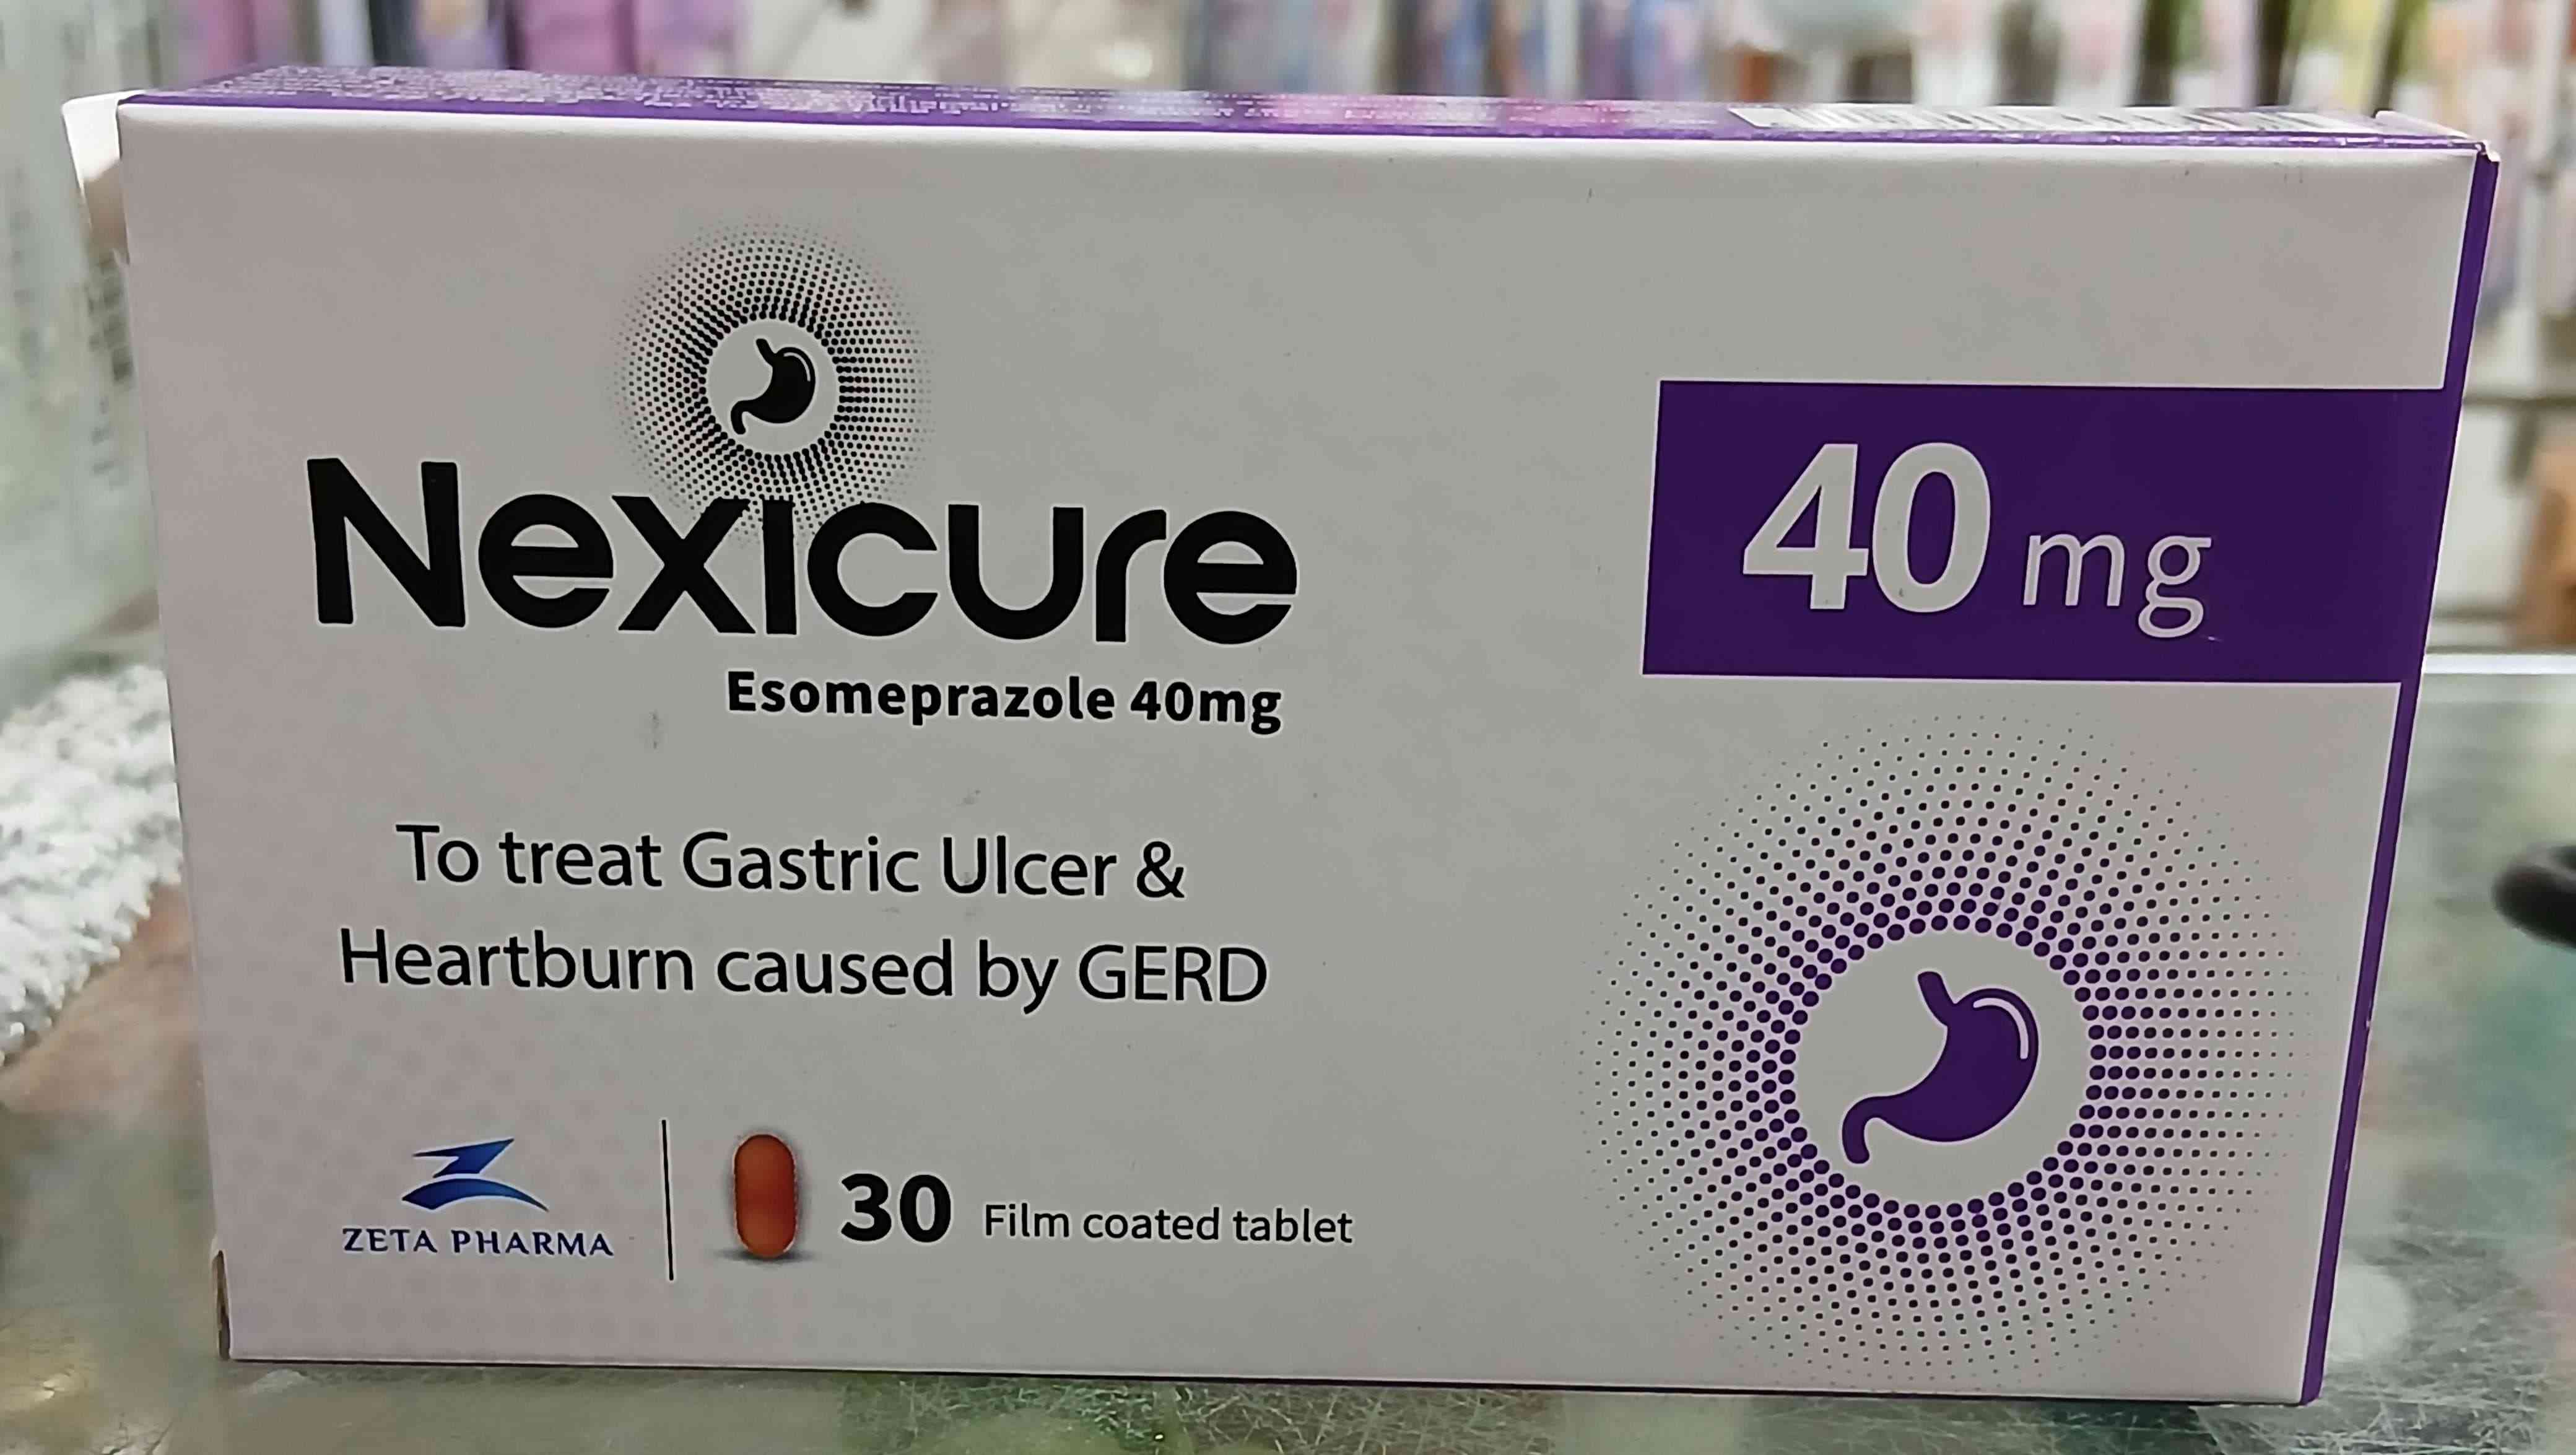 Nexicure
Esomeprazole 40mg
40 mg
To treat Gastric Ulcer &
Heartburn caused by GERD
ZETA PHARMA
30 Film coated tablet